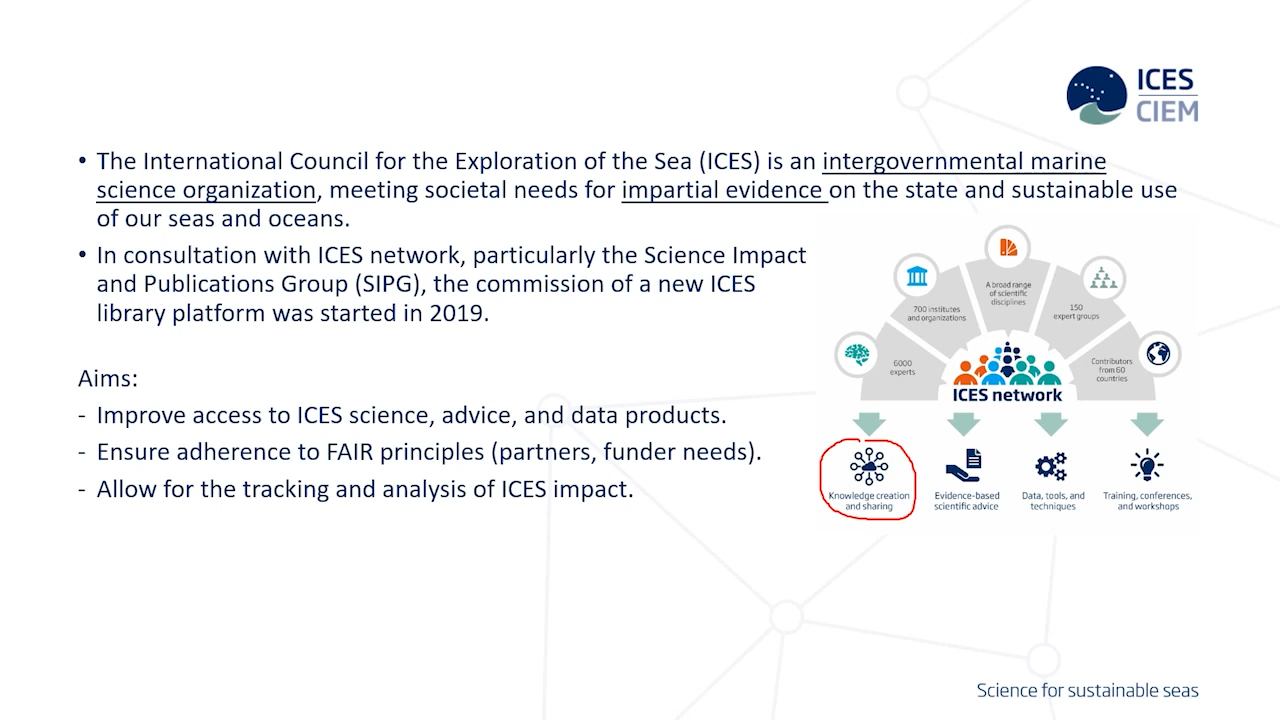 ICES
CIEM
• The International Council for the Exploration of the Sea (ICES) is an intergovernmental marine
science organization, meeting societal needs for impartial evidence on the state and sustainable use
of our seas and oceans.
• In consultation with ICES network, particularly the Science Impact
and Publications Group (SIPG), the commission of a new ICES
library platform was started in 2019.
Aims:
- Improve access to ICES science, advice, and data products.
- Ensure adherence to FAIR principles (partners, funder needs).
- Allow for the tracking and analysis of ICES impact.
6000
experts
700 institutes
and organizations
A broad range
of scientific
disciplines
150
expert groups
Contributors
from 60
countries
ICES network
Knowledge creation
and sharing
Evidence-based
scientific advice
Data, tools, and
techniques
Training, conferences,
and workshops
Science for sustainable seas